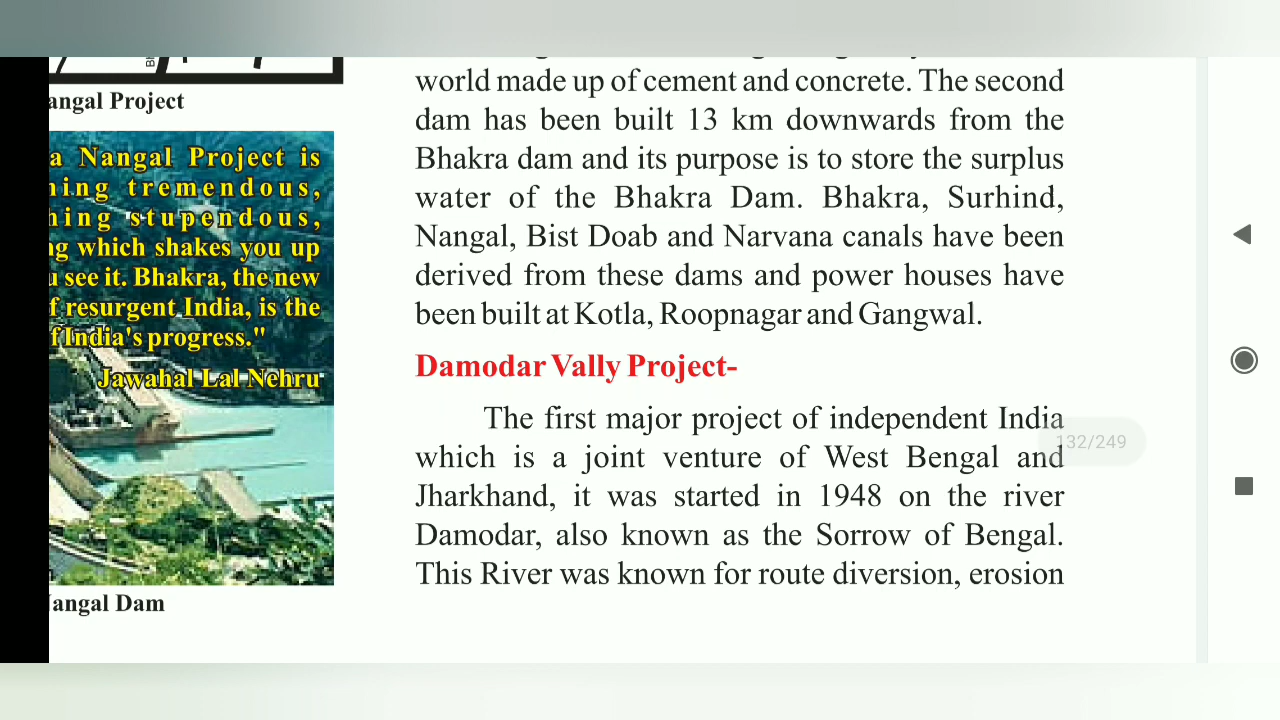 angal Project
a Nangal Project is
ning tremendous,
hing stupendous,
ng which shakes you up
u see it. Bhakra, the new
f resurgent India, is the
f India's progress."
Jawahal Lal Nehru
Nangal Dam
world made up of cement and concrete. The second
dam has been built 13 km downwards from the
Bhakra dam and its purpose is to store the surplus
water of the Bhakra Dam. Bhakra, Surhind,
Nangal, Bist Doab and Narvana canals have been
derived from these dams and power houses have
been built at Kotla, Roopnagar and Gangwal.
Damodar Vally Project-
The first major project of independent India
which is a joint venture of West Bengal and
Jharkhand, it was started in 1948 on the river
Damodar, also known as the Sorrow of Bengal.
This River was known for route diversion, erosion
132/249